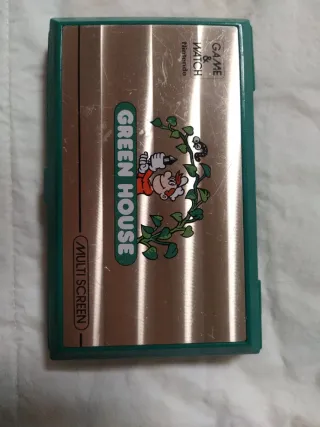 GAME
&
WATCH
Nintendo
GREEN HOUSE
MULTI SCREEN